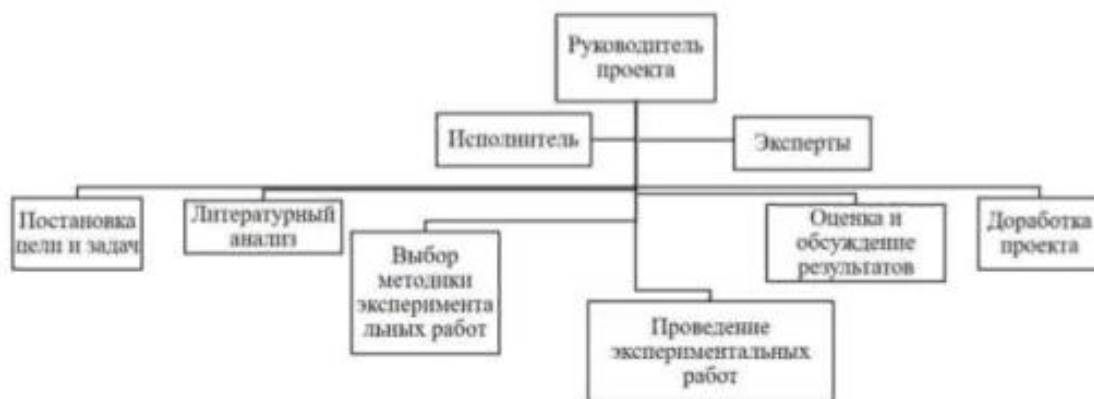 Руководитель
проекта
Исполнитель
Эксперты
Постановка
цели и задач
Литературный
анализ
Выбор
методики
эксперимента
льных работ
Проведение
экспериментальных
работ
Оценка и
обсуждение
результатов
Доработка
проекта